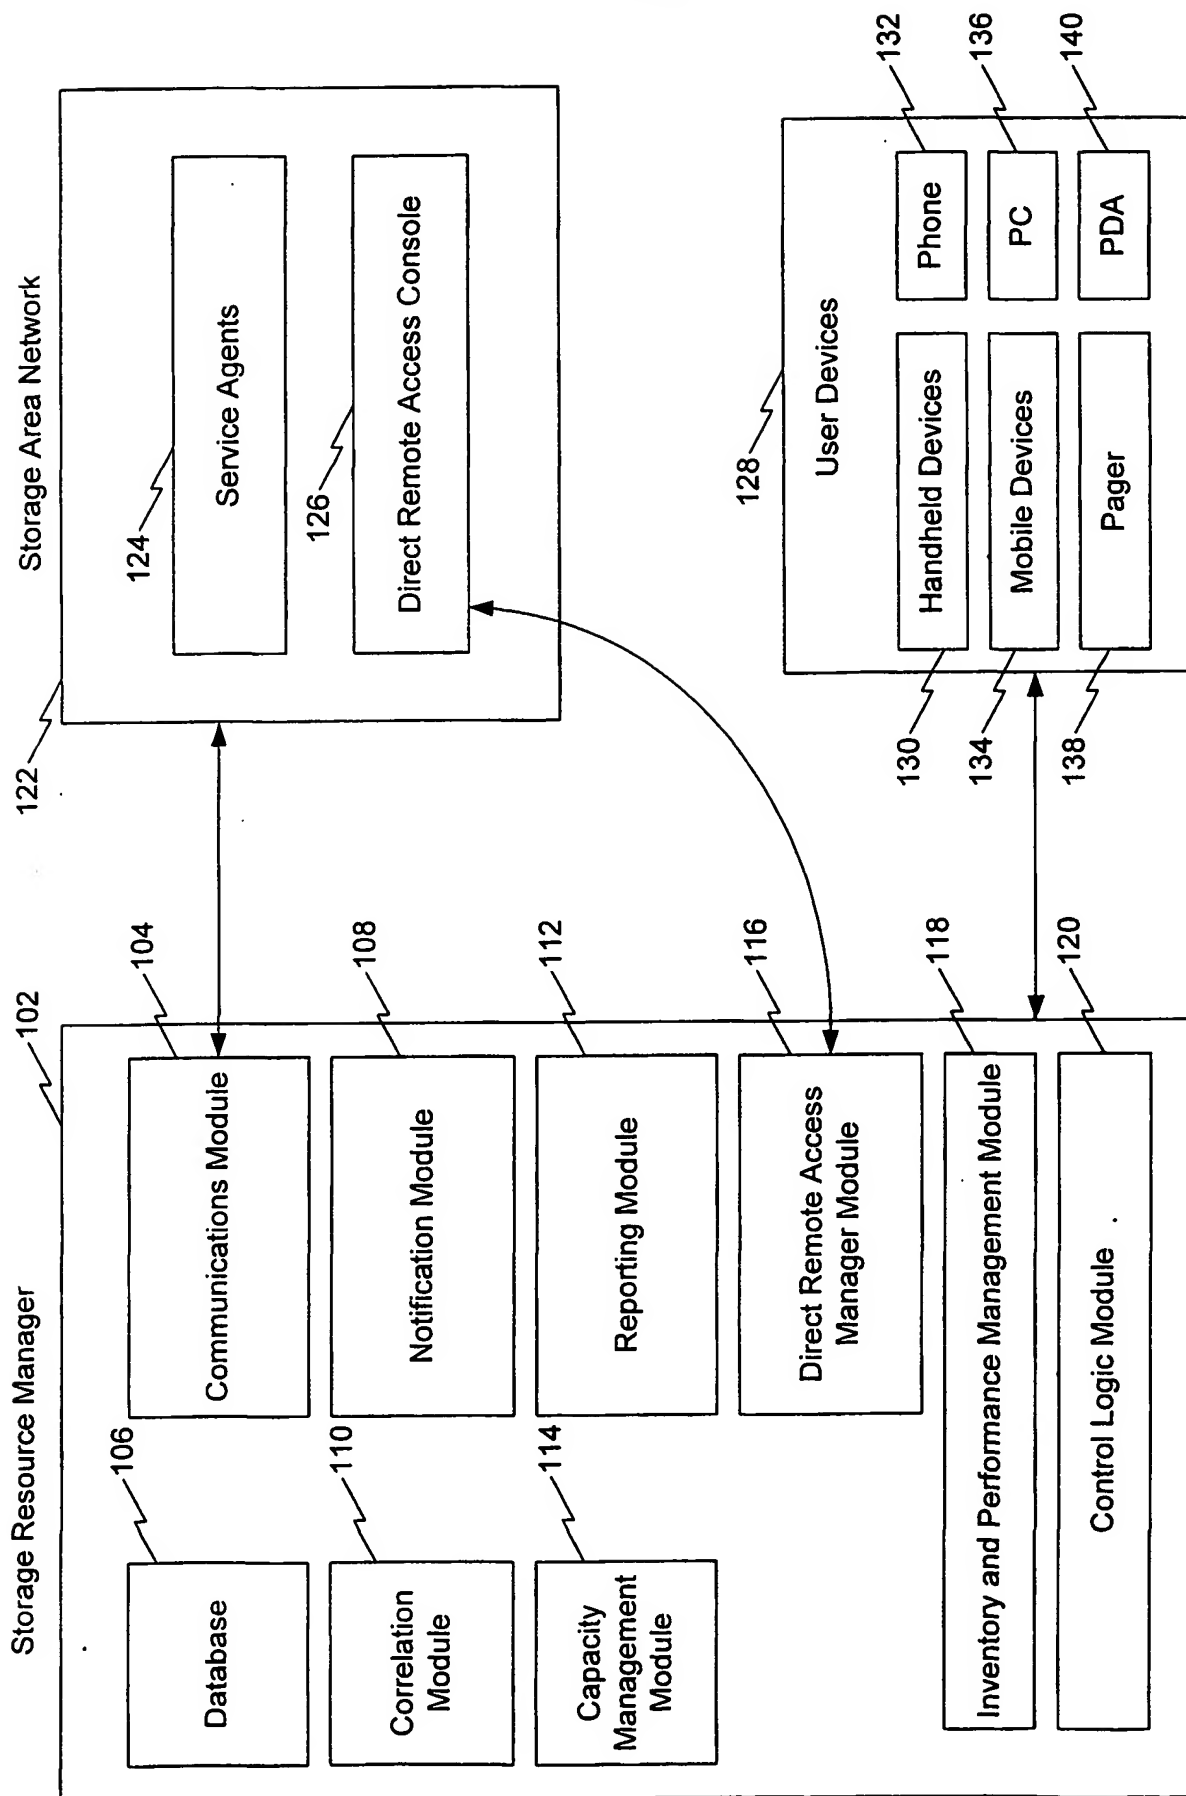 Storage Resource Manager
102
Database
106
Communications Module
104
Correlation
Module
110
Notification Module
108
Capacity
Management
Module
114
Reporting Module
112
Direct Remote Access
Manager Module
116
Inventory and Performance Management Module
118
Control Logic Module
120
Storage Area Network
122
Service Agents
124
Direct Remote Access Console
126
User Devices
128
Handheld Devices
130
Phone
132
Mobile Devices
134
PC
136
Pager
138
PDA
140